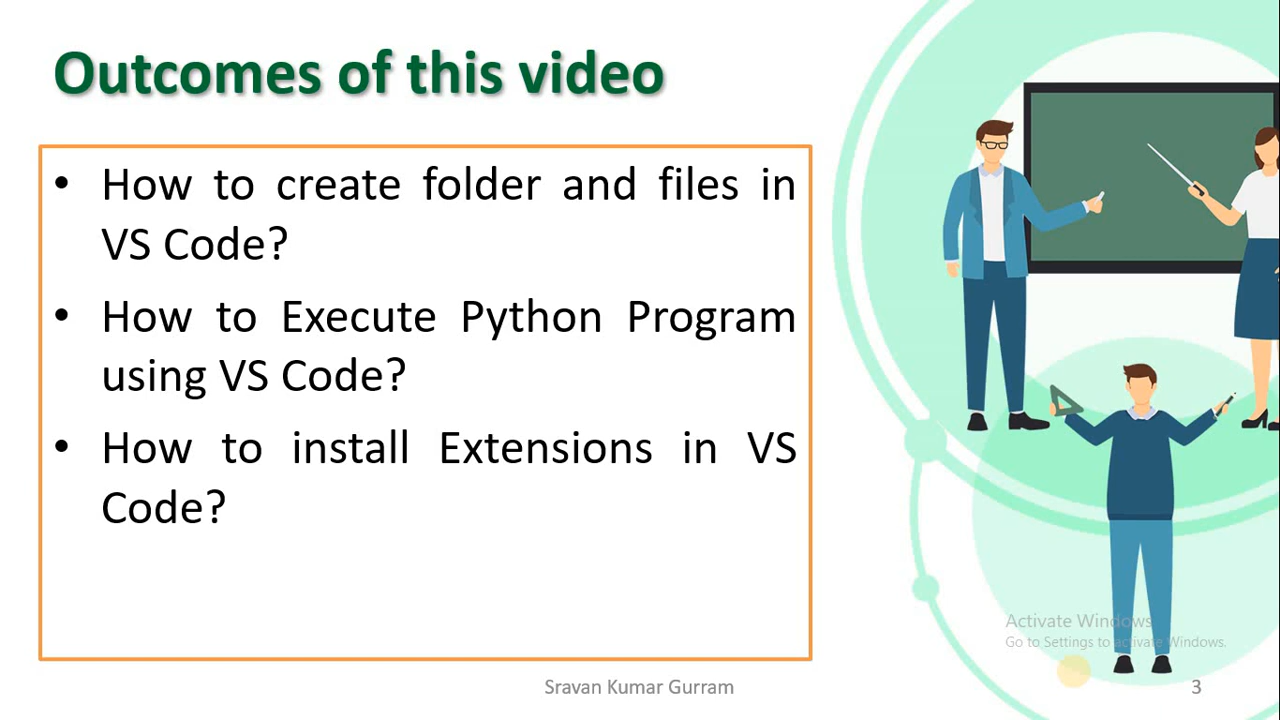 Outcomes of this video
• How to create folder and files in
VS Code?
• How to Execute Python Program
using VS Code?
• How to install Extensions in VS
Code?
Activate Windows
Go to Settings to activate Windows.
Sravan Kumar Gurram
3